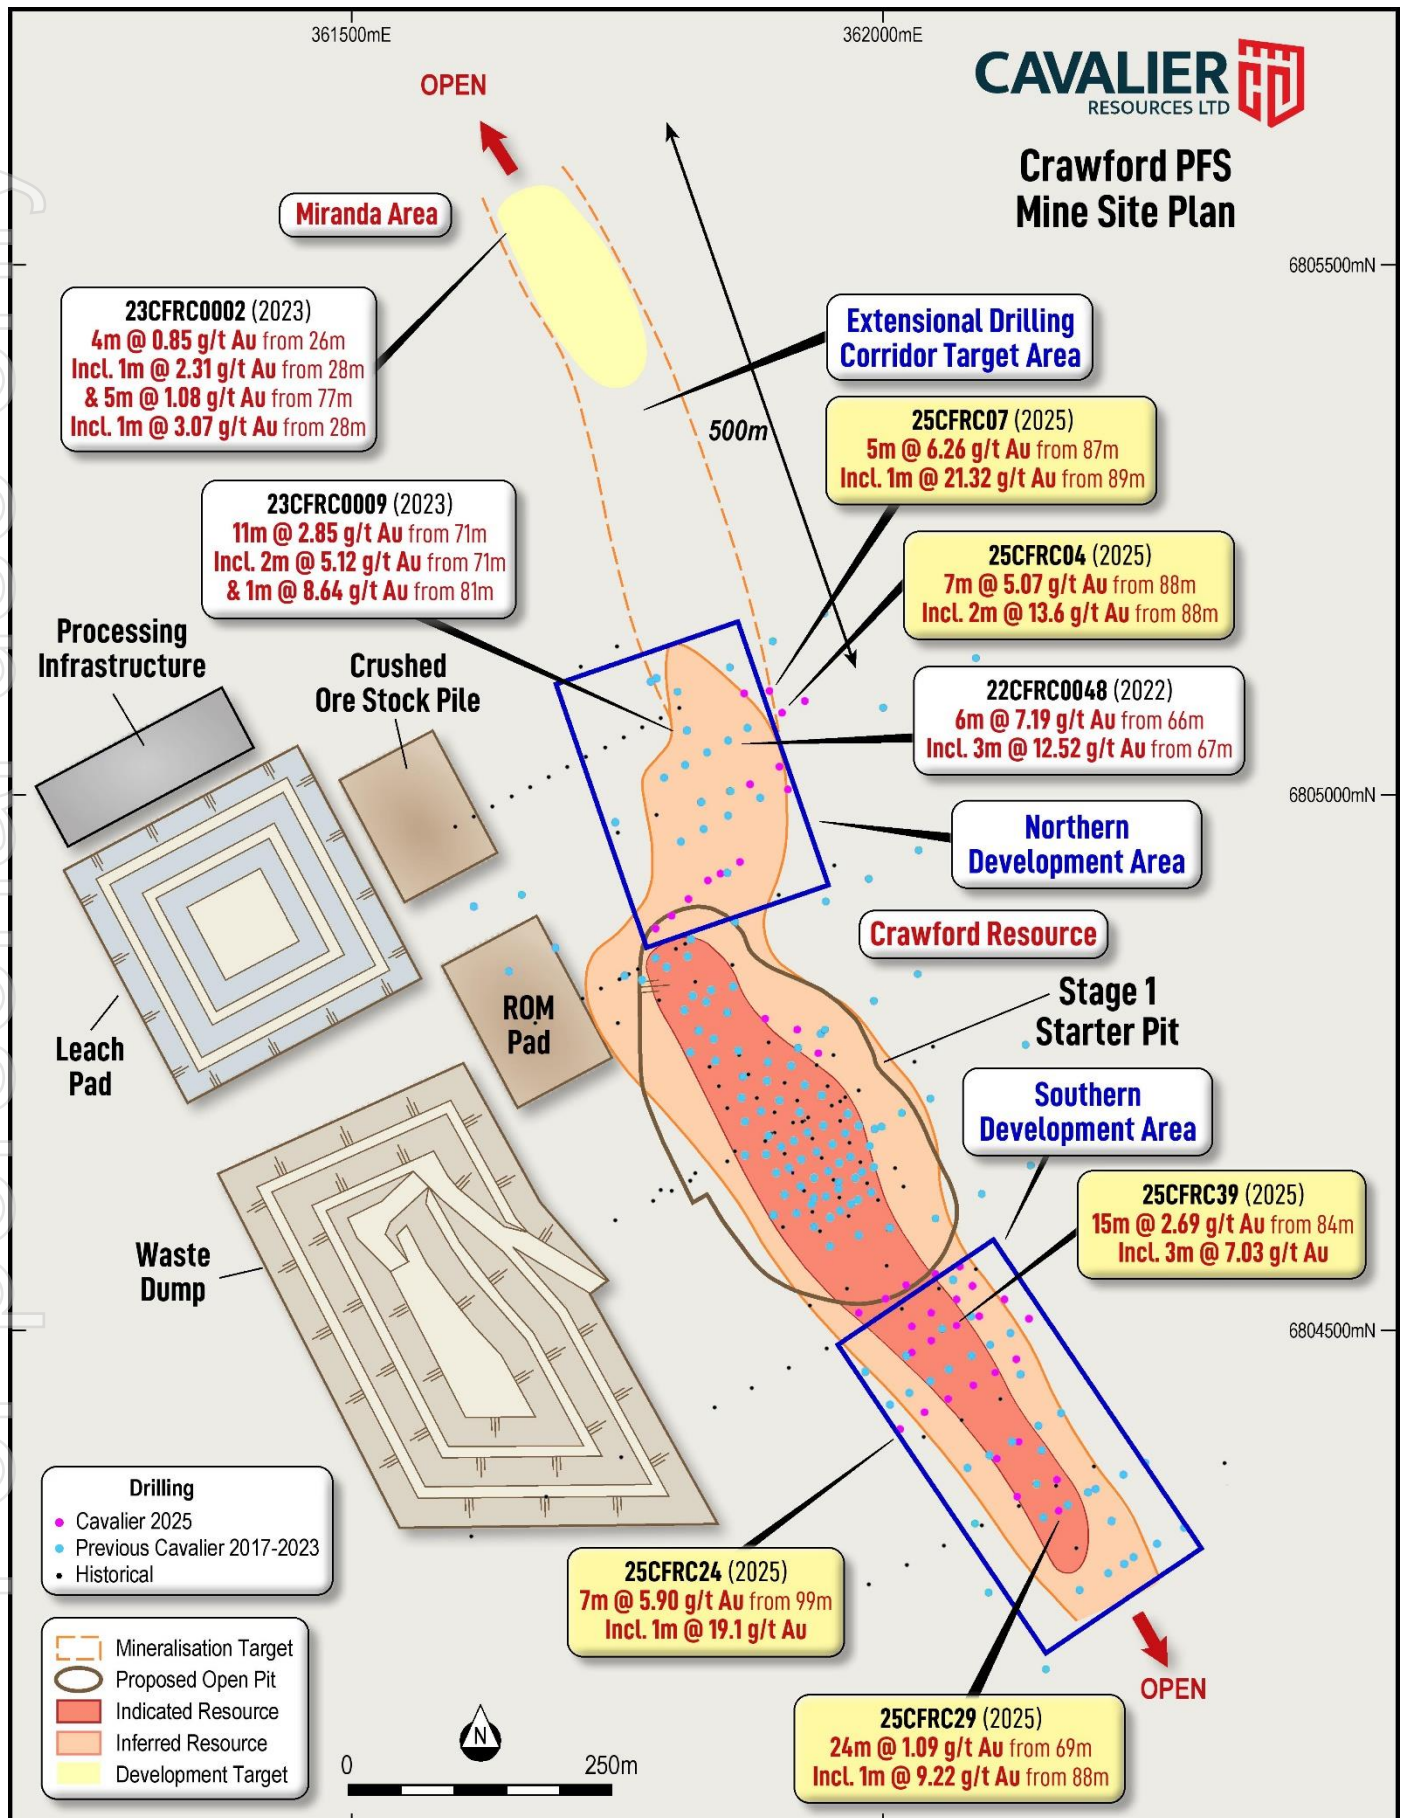 361500mE
362000mE
CAVALIER
RESOURCES LTD
Crawford PFS
Mine Site Plan
OPEN
Miranda Area
6805500mN
23CFRC0002 (2023)
4m @ 0.85 g/t Au from 26m
Incl. 1m @ 2.31 g/t Au from 28m
& 5m @ 1.08 g/t Au from 77m
Incl. 1m @ 3.07 g/t Au from 28m
Extensional Drilling
Corridor Target Area
500m
25CFRC07 (2025)
5m @ 6.26 g/t Au from 87m
Incl. 1m @ 21.32 g/t Au from 89m
23CFRC0009 (2023)
11m @ 2.85 g/t Au from 71m
Incl. 2m @ 5.12 g/t Au from 71m
& 1m @ 8.64 g/t Au from 81m
25CFRC04 (2025)
7m @ 5.07 g/t Au from 88m
Incl. 2m @ 13.6 g/t Au from 88m
Processing
Infrastructure
Crushed
Ore Stock Pile
22CFRC0048 (2022)
6m @ 7.19 g/t Au from 66m
Incl. 3m @ 12.52 g/t Au from 67m
6805000mN
Northern
Development Area
Crawford Resource
ROM
Pad
Stage 1
Starter Pit
Leach
Pad
Southern
Development Area
25CFRC39 (2025)
15m @ 2.69 g/t Au from 84m
Incl. 3m @ 7.03 g/t Au
Waste
Dump
6804500mN
Drilling
Cavalier 2025
Previous Cavalier 2017-2023
Historical
25CFRC24 (2025)
7m @ 5.90 g/t Au from 99m
Incl. 1m @ 19.1 g/t Au
Mineralisation Target
Proposed Open Pit
Indicated Resource
Inferred Resource
Development Target
N
0
250m
OPEN
25CFRC29 (2025)
24m @ 1.09 g/t Au from 69m
Incl. 1m @ 9.22 g/t Au from 88m